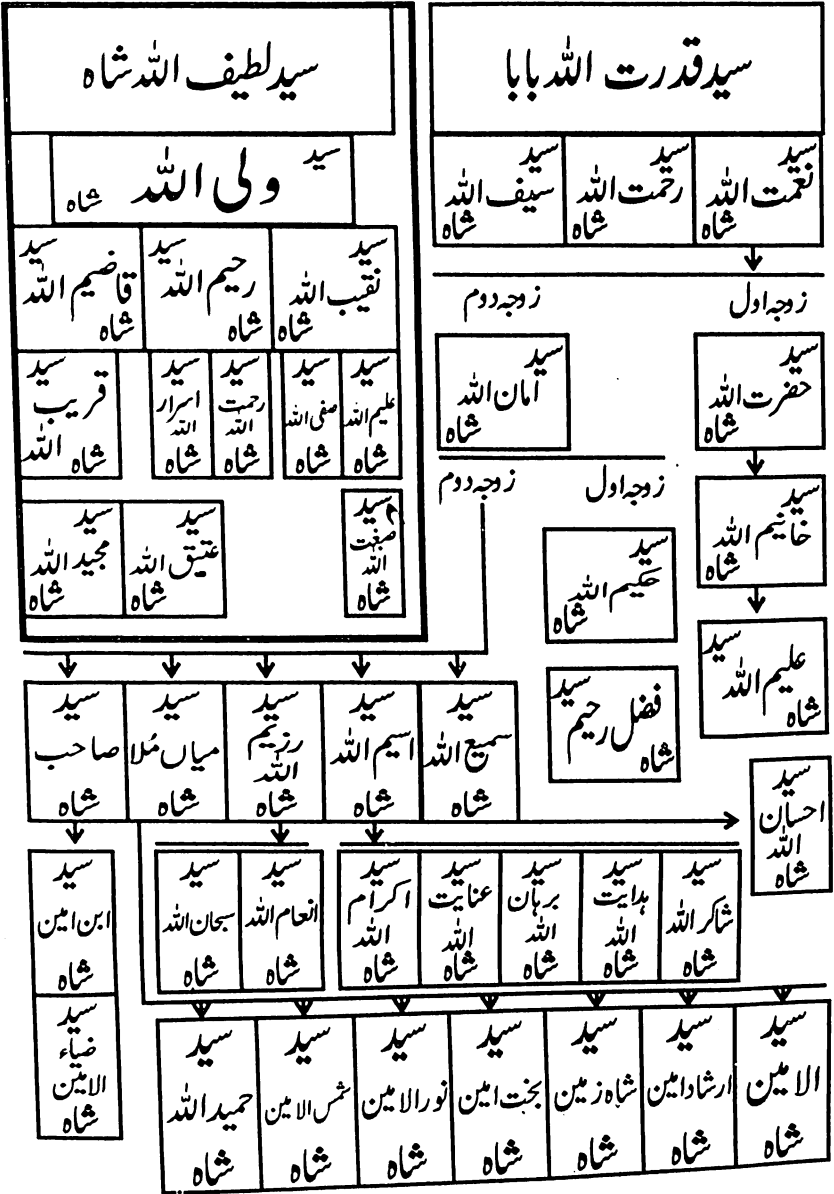 سید قدرت اللہ بابا
سید نعمت اللہ شاہ
سید رحمت اللہ شاہ
سید سیف اللہ شاہ
زوجہ اول
زوجہ دوم
سید حضرت اللہ شاہ
سید امان اللہ شاہ
زوجہ اول
زوجہ دوم
سید خانیم اللہ شاہ
سید حکیم اللہ شاہ
سید علیم اللہ شاہ
سید فضل رحیم شاہ
سید لطیف اللہ شاہ
سید ولی اللہ شاہ
سید نقیب اللہ شاہ
سید رحیم اللہ شاہ
سید قاضیم اللہ شاہ
سید علیم اللہ شاہ
سید صفی اللہ شاہ
سید رحمت اللہ شاہ
سید اسرار اللہ شاہ
سید قریب اللہ شاہ
سید صبغت اللہ شاہ
سید عتیق اللہ شاہ
سید مجید اللہ شاہ
سید سمیع اللہ شاہ
سید اسیم اللہ شاہ
سید رزیم اللہ شاہ
سید میاں مُلا شاہ
سید صاحب شاہ
سید احسان اللہ شاہ
سید شاکر اللہ شاہ
سید ہدایت اللہ شاہ
سید برہان اللہ شاہ
سید عنایت اللہ شاہ
سید اکرام اللہ شاہ
سید انعام اللہ شاہ
سید سبحان اللہ شاہ
سید ابن امین شاہ
سید ضیاء الامین شاہ
سید الامین شاہ
سید ارشاد امین شاہ
سید شاہ زمین شاہ
سید بخت امین شاہ
سید نور الامین شاہ
سید شمس الامین شاہ
سید حمید اللہ شاہ